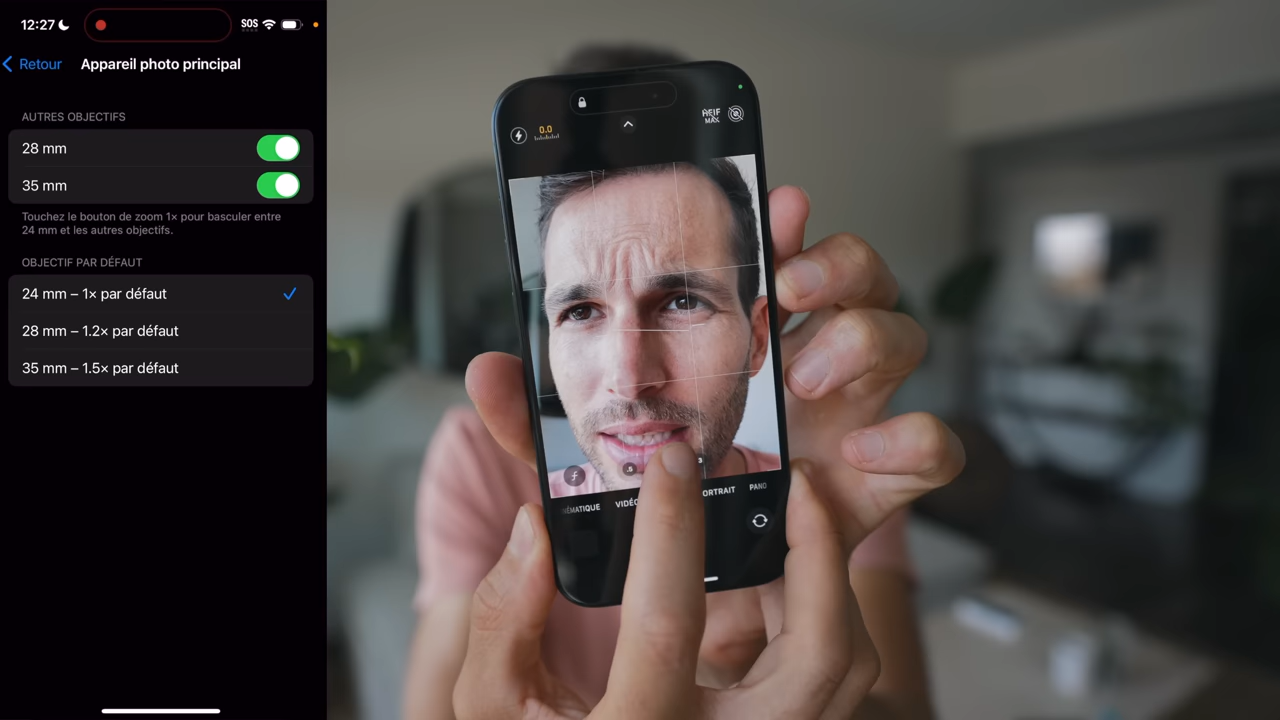 12:27
SOS
Retour
Appareil photo principal
AUTRES OBJECTIFS
28 mm
35 mm
Touchez le bouton de zoom 1× pour basculer entre
24 mm et les autres objectifs.
OBJECTIF PAR DÉFAUT
24 mm – 1× par défaut
28 mm – 1.2× par défaut
35 mm – 1.5× par défaut
0.0
HEIF
MAX
NÉMATIQUE
VIDÉO
ORTRAIT
PANO